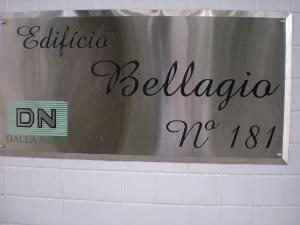 Edifício
Bellagio
Nº 181
DN
DALLA NORA